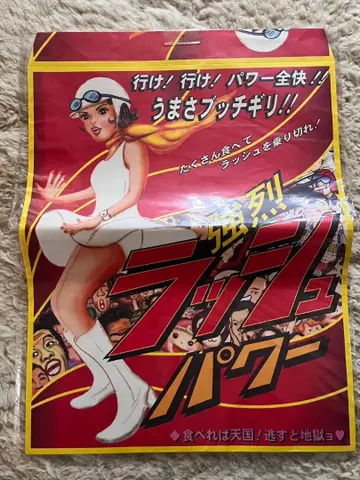 行け! 行け! パワー全快!!
うまさブッチギリ!!
たくさん食べて
ラッシュを乗り切れ!
強烈
ラッシュ
パワー
◆食べれば天国!逃すと地獄ョ♥